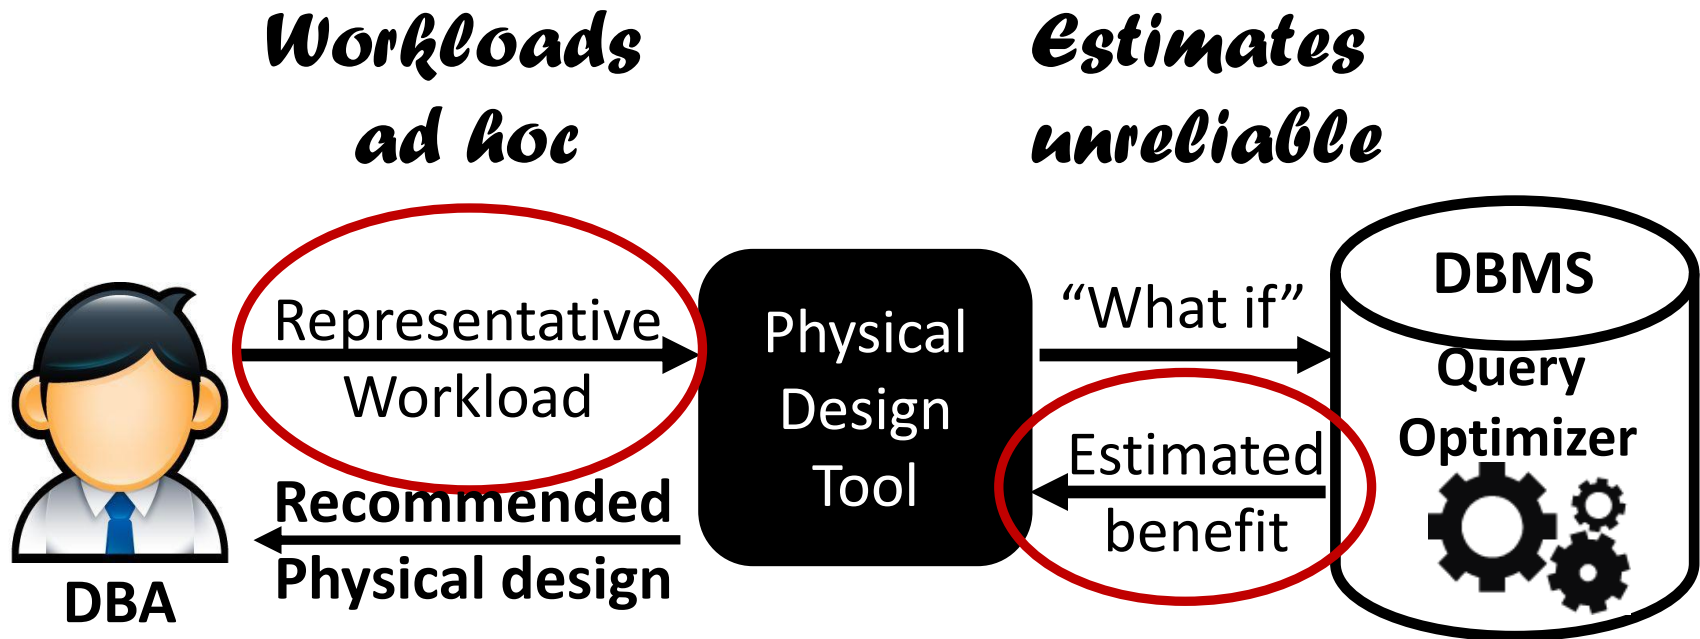 Workloads
ad hoc
Estimates
unreliable
Representative
Workload
Recommended
Physical design
DBA
Physical
Design
Tool
“What if”
Estimated
benefit
DBMS
Query
Optimizer